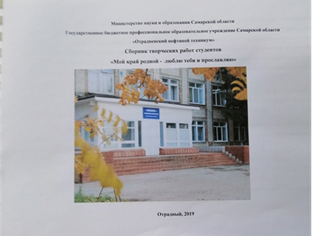 Министерство науки и образования Самарской области
Государственное бюджетное профессиональное образовательное учреждение Самарской области
«Отрадненский нефтяной техникум»
Сборник творческих работ студентов
«Мой край родной - люблю тебя и прославляю»
Отрадный, 2019